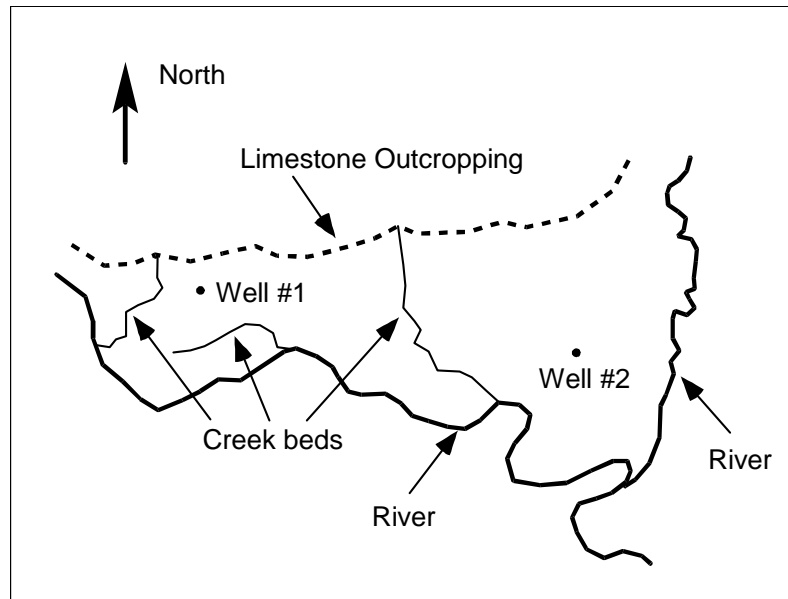 North
Limestone Outcropping
Well #1
Well #2
Creek beds
River
River